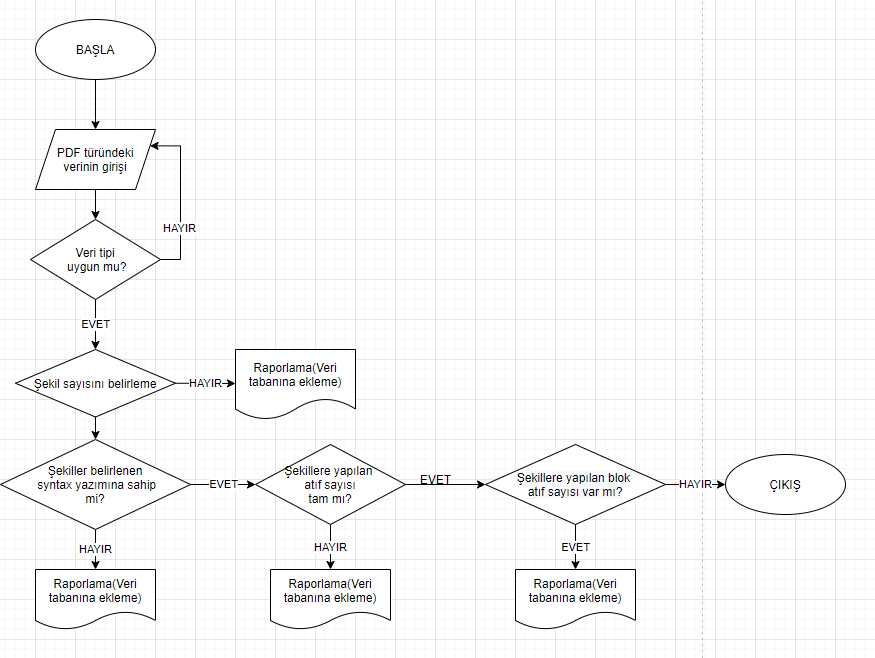 BAŞLA
PDF türündeki
verinin girişi
HAYIR
Veri tipi
uygun mu?
EVET
Şekil sayısını belirleme
HAYIR
Raporlama(Veri
tabanına ekleme)
Şekiller belirlenen
syntax yazımına sahip
mi?
EVET
Şekillere yapılan
atıf sayısı
tam mı?
EVET
Şekillere yapılan blok
atıf sayısı var mı?
HAYIR
ÇIKIŞ
HAYIR
HAYIR
EVET
Raporlama(Veri
tabanına ekleme)
Raporlama(Veri
tabanına ekleme)
Raporlama(Veri
tabanına ekleme)